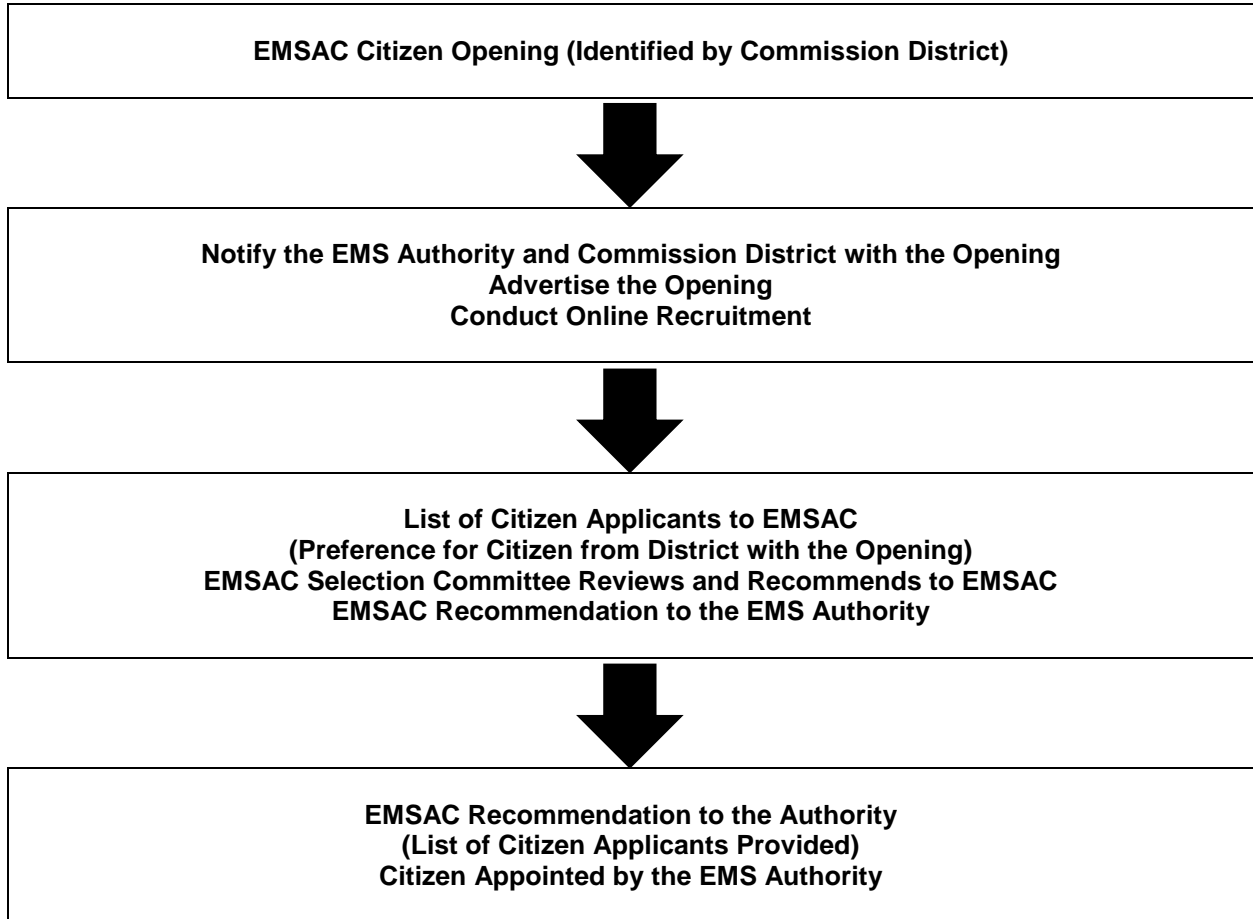 EMSAC Citizen Opening (Identified by Commission District)
Notify the EMS Authority and Commission District with the Opening
Advertise the Opening
Conduct Online Recruitment
List of Citizen Applicants to EMSAC
(Preference for Citizen from District with the Opening)
EMSAC Selection Committee Reviews and Recommends to EMSAC
EMSAC Recommendation to the EMS Authority
EMSAC Recommendation to the Authority
(List of Citizen Applicants Provided)
Citizen Appointed by the EMS Authority